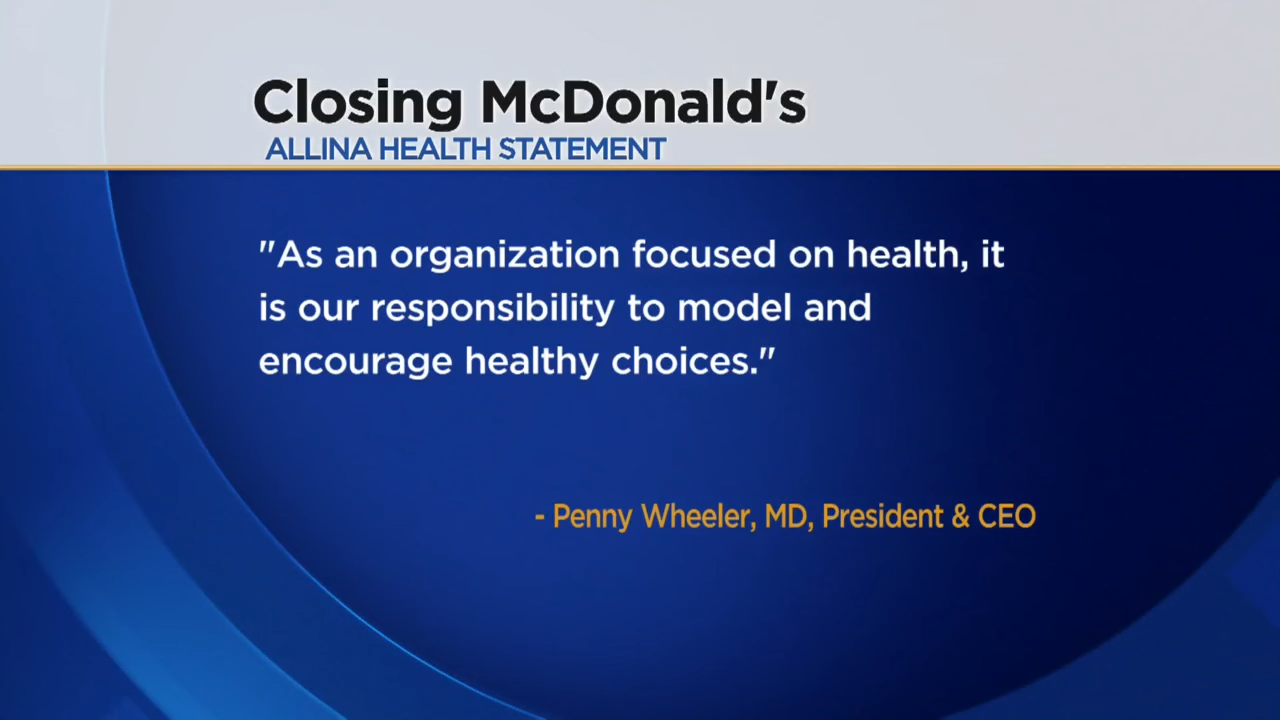 Closing McDonald's
ALLINA HEALTH STATEMENT
"As an organization focused on health, it
is our responsibility to model and
encourage healthy choices."
- Penny Wheeler, MD, President & CEO